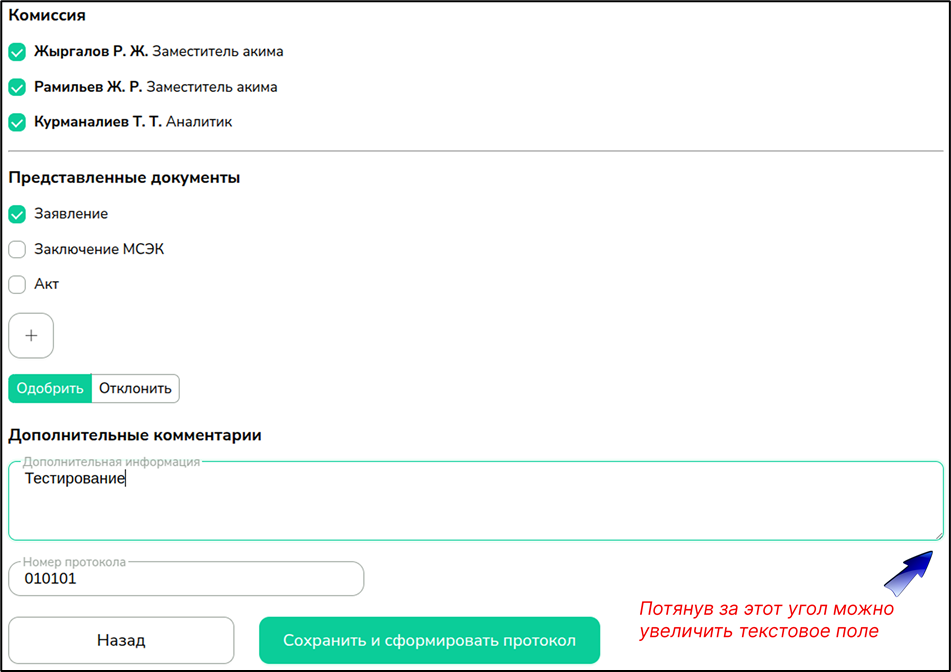 Комиссия
Жыргалов Р. Ж. Заместитель акима
Рамильев Ж. Р. Заместитель акима
Курманалиев Т. Т. Аналитик
Представленные документы
Заявление
Заключение МСЭК
Акт
+
Одобрить Отклонить
Дополнительные комментарии
Дополнительная информация
Тестирование
Номер протокола
010101
Потянув за этот угол можно
увеличить текстовое поле
Назад
Сохранить и сформировать протокол